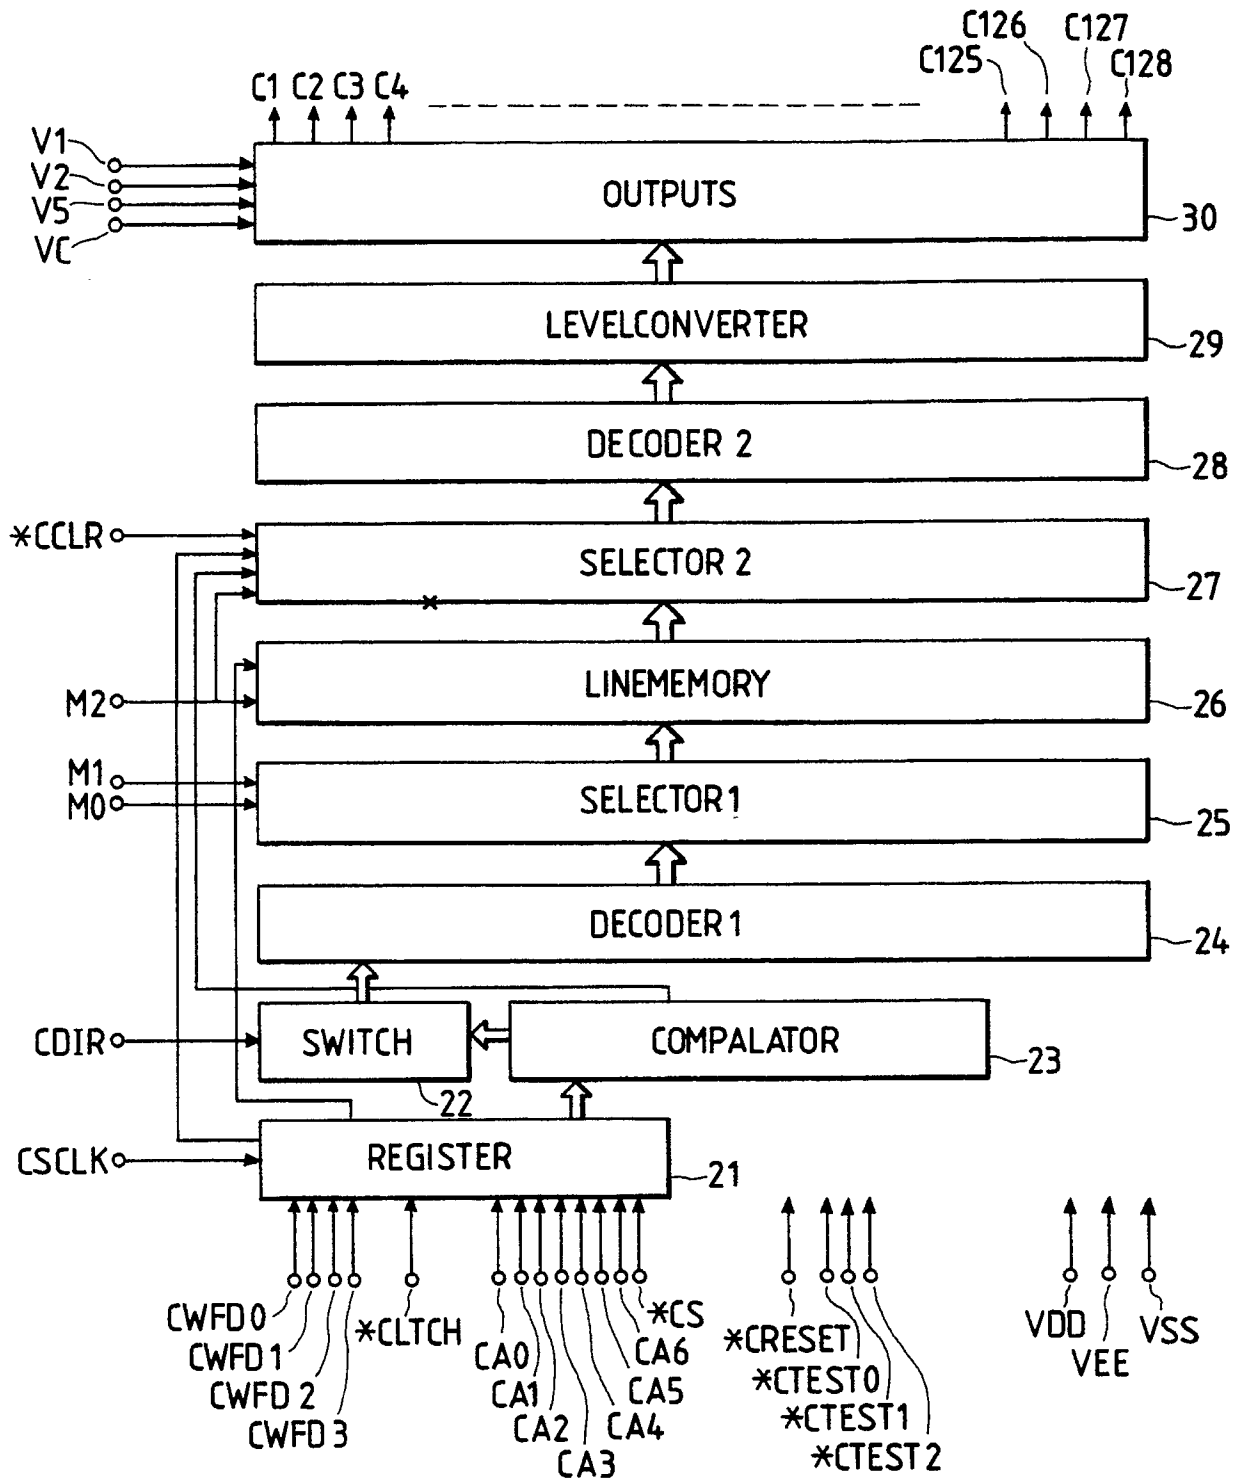 C126
C127
C125
C128
C1 C2 C3 C4
V1
V2
V5
VC
OUTPUTS
30
LEVELCONVERTER
29
DECODER 2
28
*CCLR
SELECTOR 2
27
M2
LINEMEMORY
26
M1
M0
SELECTOR 1
25
DECODER 1
24
CDIR
SWITCH
COMPALATOR
23
22
CSCLK
REGISTER
21
CWFD 0
CWFD 1
CWFD 2
CWFD 3
*CLTCH
CA0
CA1
CA2
CA3
CA4
CA5
CA6
*CS
*CRESET
*CTEST0
*CTEST1
*CTEST2
VDD
VEE
VSS